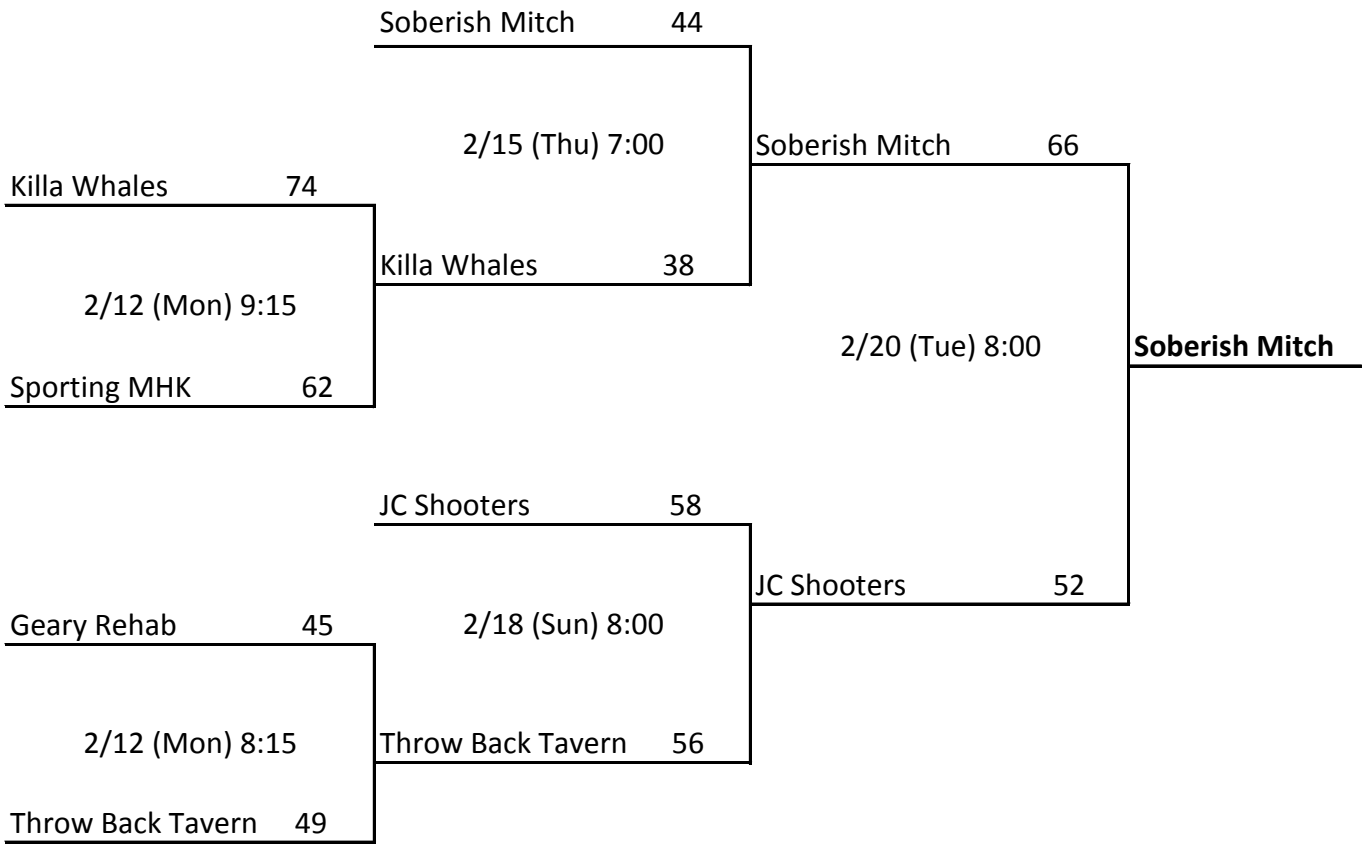 Soberish Mitch 44
2/15 (Thu) 7:00
Soberish Mitch 66
Killa Whales 74
Killa Whales 38
2/12 (Mon) 9:15
2/20 (Tue) 8:00
Soberish Mitch
Sporting MHK 62
JC Shooters 58
JC Shooters 52
Geary Rehab 45
2/18 (Sun) 8:00
2/12 (Mon) 8:15
Throw Back Tavern 56
Throw Back Tavern 49